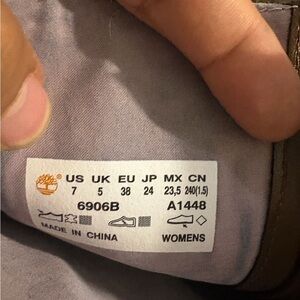 US UK EU JP MX CN
7 5 38 24 23,5 240(1.5)
6906B A1448
MADE IN CHINA WOMENS